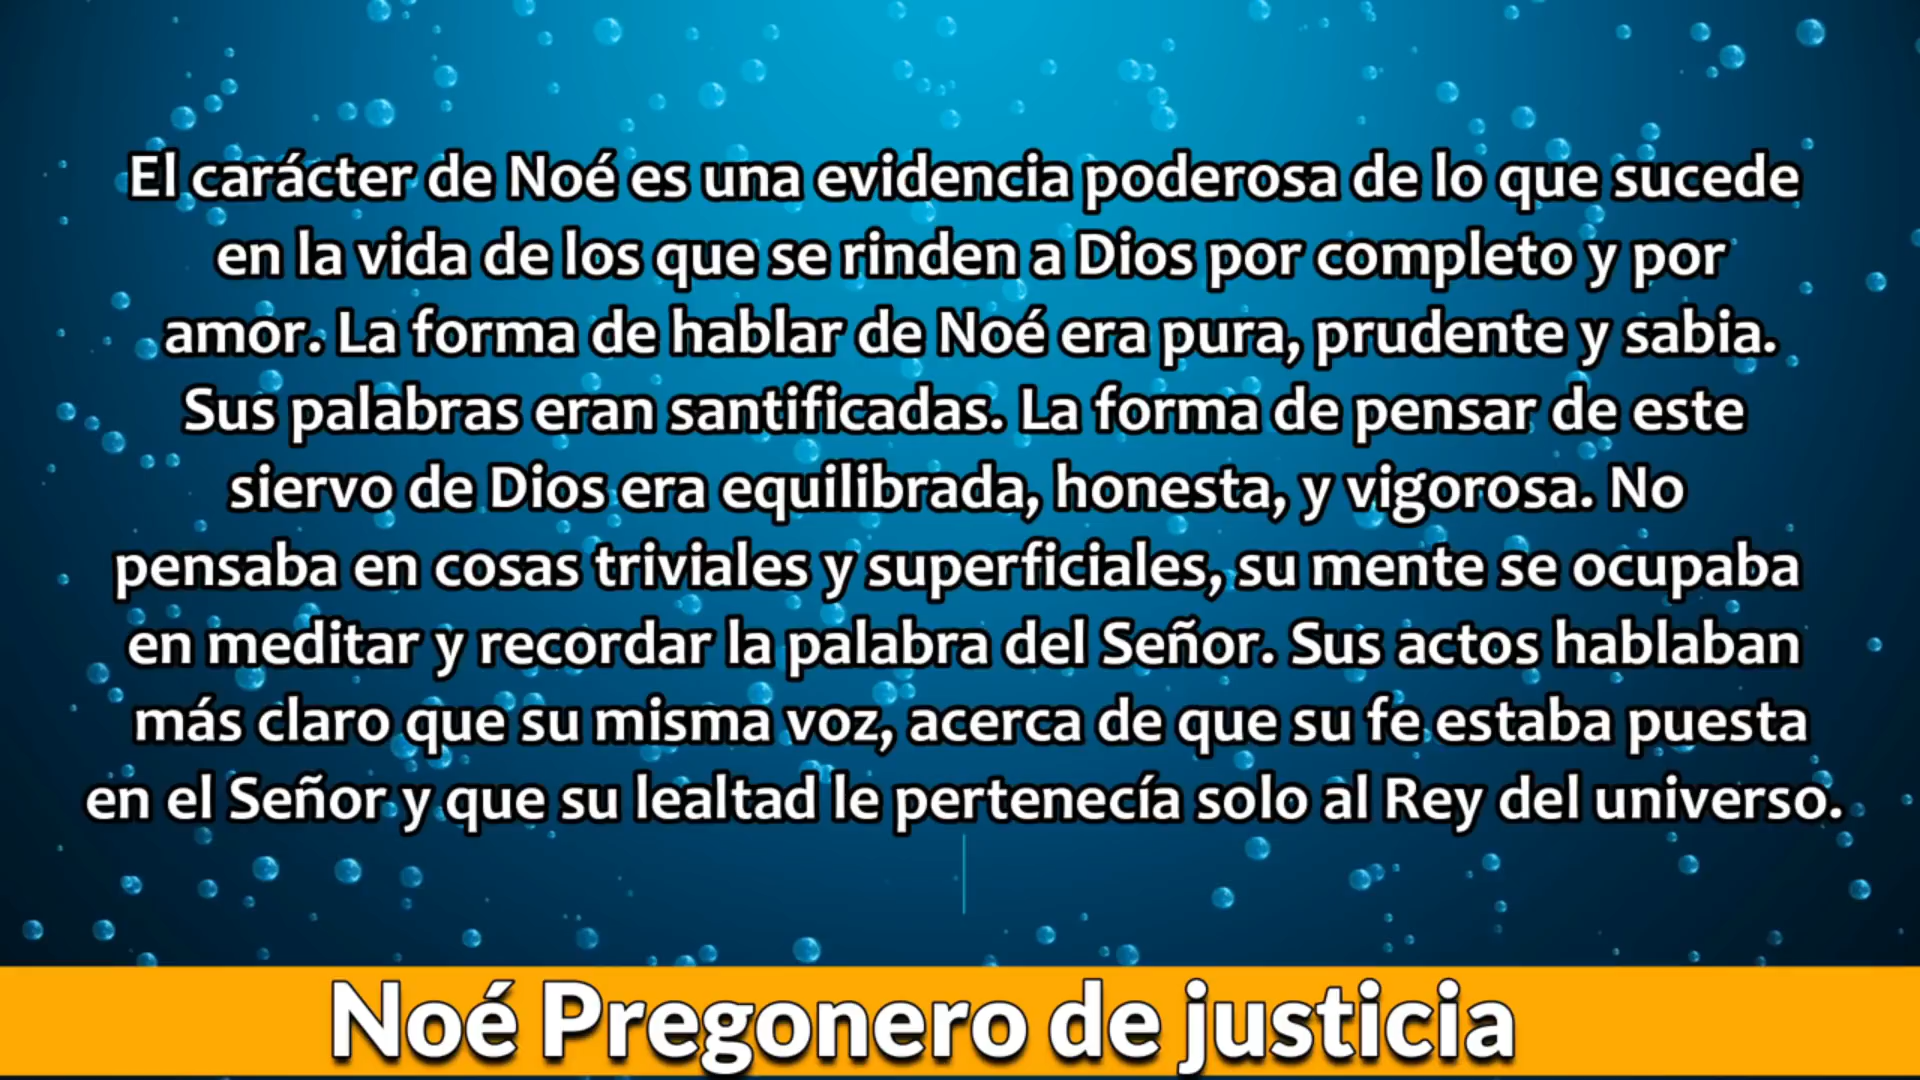 El carácter de Noé es una evidencia poderosa de lo que sucede
en la vida de los que se rinden a Dios por completo y por
amor. La forma de hablar de Noé era pura, prudente y sabia.
Sus palabras eran santificadas. La forma de pensar de este
siervo de Dios era equilibrada, honesta, y vigorosa. No
pensaba en cosas triviales y superficiales, su mente se ocupaba
en meditar y recordar la palabra del Señor. Sus actos hablaban
más claro que su misma voz, acerca de que su fe estaba puesta
en el Señor y que su lealtad le pertenecía solo al Rey del universo.
Noé Pregonero de justicia